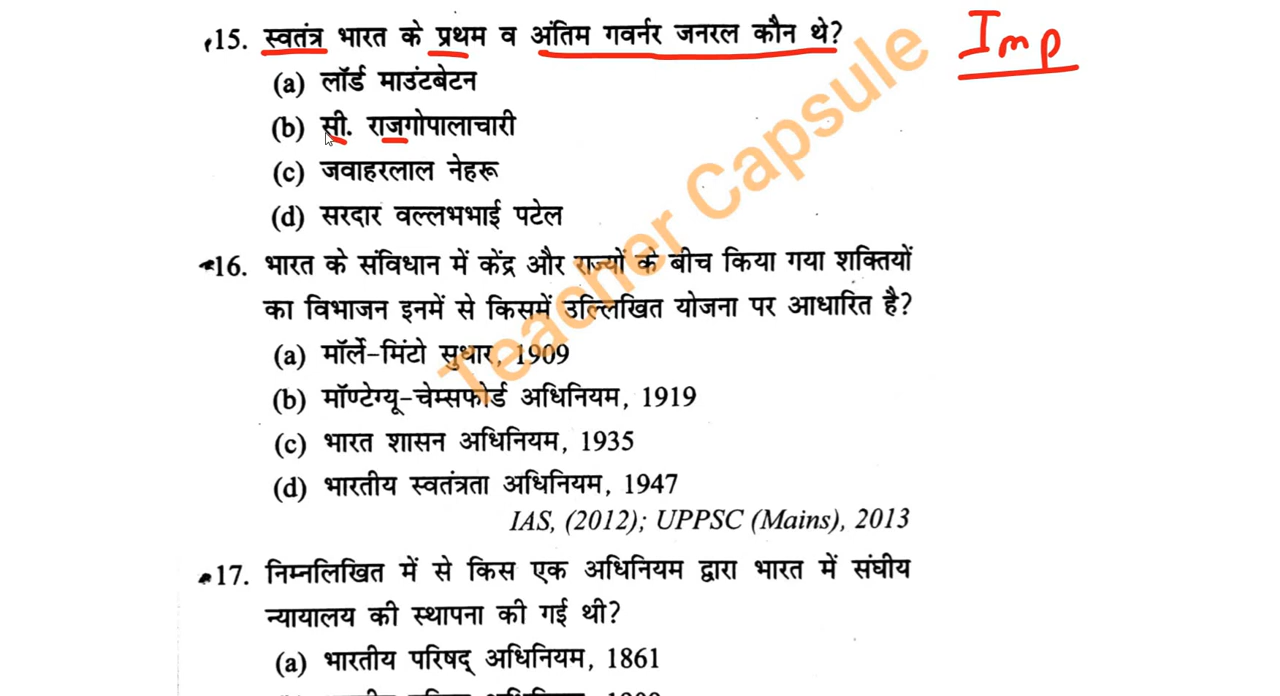 15. स्वतंत्र भारत के प्रथम व अंतिम गवर्नर जनरल कौन थे?
Imp
(a) लॉर्ड माउंटबेटन
(b) सी. राजगोपालाचारी
(c) जवाहरलाल नेहरू
(d) सरदार वल्लभभाई पटेल
16. भारत के संविधान में केंद्र और राज्यों के बीच किया गया शक्तियों
का विभाजन इनमें से किसमें उल्लिखित योजना पर आधारित है?
(a) मॉर्ले-मिंटो सुधार, 1909
(b) मॉण्टेग्यू-चेम्सफोर्ड अधिनियम, 1919
(c) भारत शासन अधिनियम, 1935
(d) भारतीय स्वतंत्रता अधिनियम, 1947
IAS, (2012); UPPSC (Mains), 2013
17. निम्नलिखित में से किस एक अधिनियम द्वारा भारत में संघीय
न्यायालय की स्थापना की गई थी?
(a) भारतीय परिषद् अधिनियम, 1861
Teacher Capsule